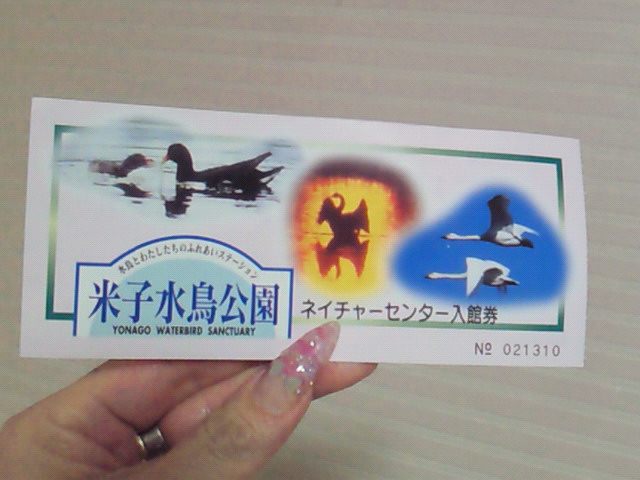 水鳥とわたしたちのふれあいステーション
米子水鳥公園
YONAGO WATERBIRD SANCTUARY
ネイチャーセンター入館券
Nº 021310